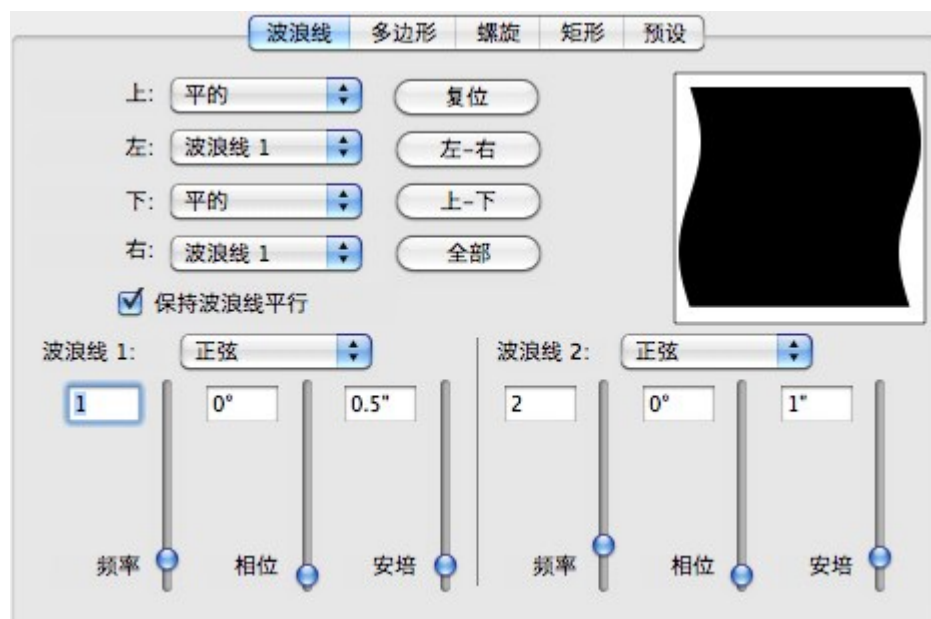 波浪线 多边形 螺旋 矩形 预设
上: 平的 复位
左: 波浪线 1 左-右
下: 平的 上-下
右: 波浪线 1 全部
保持波浪线平行
波浪线 1: 正弦 波浪线 2: 正弦
1 0° 0.5" 2 0° 1"
频率 相位 安培 频率 相位 安培